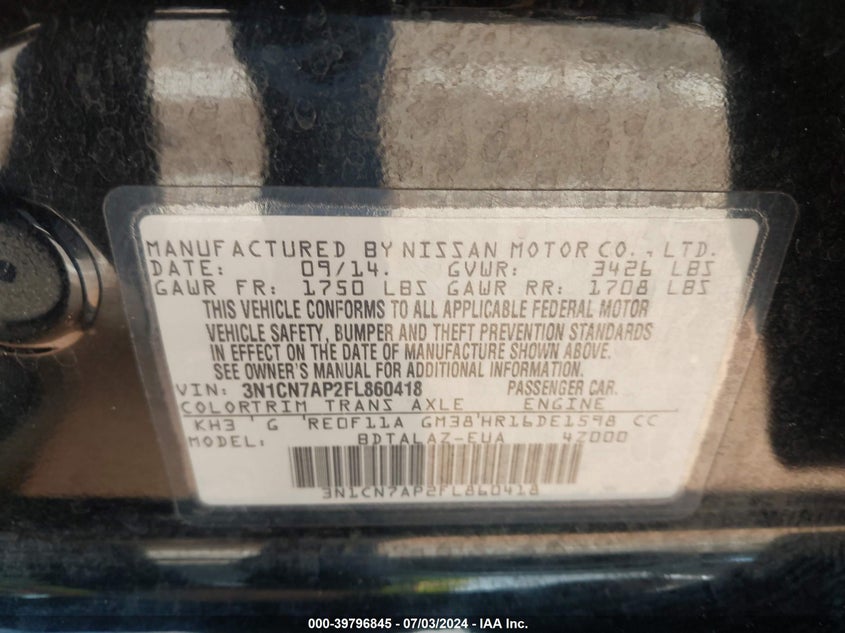 MANUFACTURED BY NISSAN MOTOR CO., LTD.
DATE: 09/14. GVWR: 3426 LBS
GAWR FR: 1750 LBS GAWR RR: 1708 LBS
THIS VEHICLE CONFORMS TO ALL APPLICABLE FEDERAL MOTOR
VEHICLE SAFETY, BUMPER AND THEFT PREVENTION STANDARDS
IN EFFECT ON THE DATE OF MANUFACTURE SHOWN ABOVE.
SEE OWNER'S MANUAL FOR ADDITIONAL INFORMATION.
VIN: 3N1CN7AP2FL860418 PASSENGER CAR.
COLORTRIM TRANS AXLE ENGINE
KH3 ' G 'RE0F11A GM38'HR16DE1598 CC
MODEL: BDTALAZ-EUA 4Z000
3N1CN7AP2FL860418
000-39796845 - 07/03/2024 - IAA Inc.